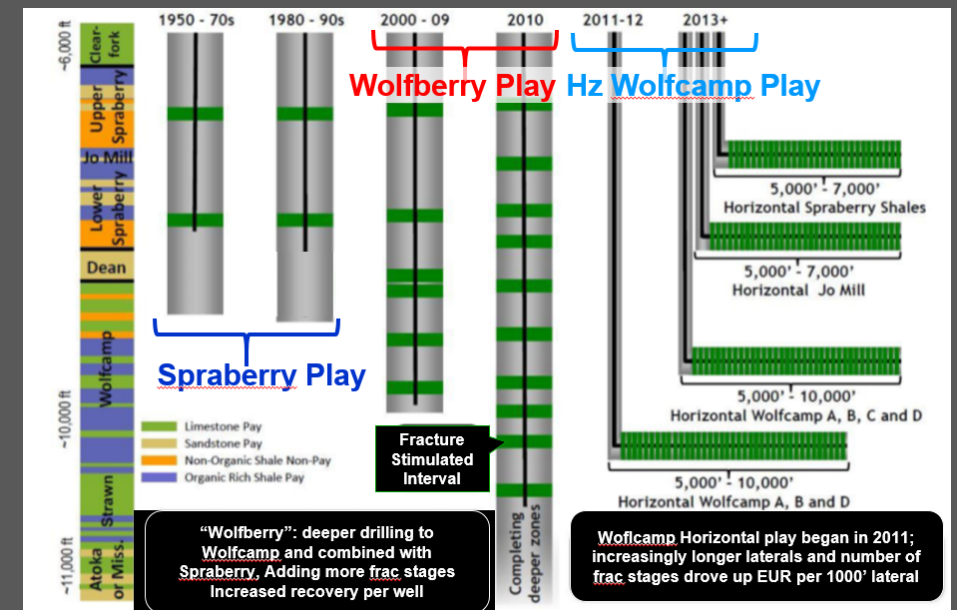 1950 - 70s
1980 - 90s
2000 - 09
2010
2011-12
2013+
~6,000 ft
Clear-
fork
Upper
Spraberry
Jo Mill
Lower
Spraberry
Dean
Wolfcamp
~10,000 ft
Strawn
Atoka
or Miss.
~11,000 ft
Wolfberry Play
Hz Wolfcamp Play
Spraberry Play
Limestone Pay
Sandstone Pay
Non-Organic Shale Non-Pay
Organic Rich Shale Pay
Fracture
Stimulated
Interval
Completing
deeper zones
5,000' - 7,000'
Horizontal Spraberry Shales
5,000' - 7,000'
Horizontal Jo Mill
5,000' - 10,000'
Horizontal Wolfcamp A, B, C and D
5,000' - 10,000'
Horizontal Wolfcamp A, B and D
“Wolfberry”: deeper drilling to
Wolfcamp and combined with
Spraberry, Adding more frac stages
Increased recovery per well
Woflcamp Horizontal play began in 2011;
increasingly longer laterals and number of
frac stages drove up EUR per 1000’ lateral